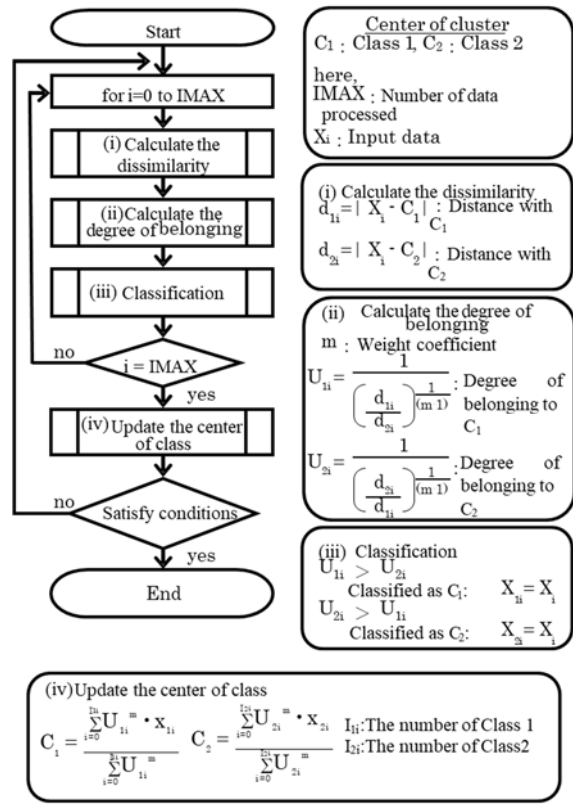 Start
for i=0 to IMAX
(i) Calculate the
dissimilarity
(ii)Calculate the
degree of belonging
(iii) Classification
no
i = IMAX
yes
(iv)Update the center
of class
no
Satisfy conditions
yes
End
Center of cluster
C₁ : Class 1, C₂ : Class 2
here,
IMAX : Number of data
processed
Xi : Input data
(i) Calculate the dissimilarity
d₁ᵢ=| Xᵢ - C₁ | : Distance with
C₁
d₂ᵢ=| Xᵢ - C₂ | : Distance with
C₂
(ii) Calculate the degree of
belonging
m : Weight coefficient
U₁ᵢ= 1 / (d₁ᵢ/d₂ᵢ)^(1/(m 1)) : Degree of
belonging to
C₁
U₂ᵢ= 1 / (d₂ᵢ/d₁ᵢ)^(1/(m 1)) : Degree of
belonging to
C₂
(iii) Classification
U₁ᵢ > U₂ᵢ
Classified as C₁: X₁ᵢ= Xᵢ
U₂ᵢ > U₁ᵢ
Classified as C₂: X₂ᵢ= Xᵢ
(iv)Update the center of class
C₁ = Σ U₁ᵢᵐ • x₁ᵢ / Σ U₁ᵢᵐ C₂ = Σ U₂ᵢᵐ • x₂ᵢ / Σ U₂ᵢᵐ
I₁ᵢ:The number of Class 1
I₂ᵢ:The number of Class2